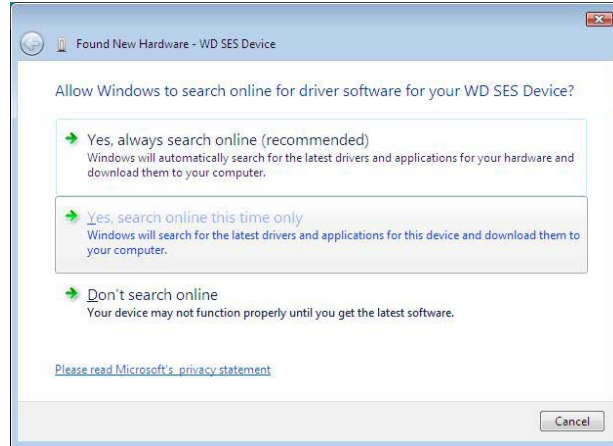 Found New Hardware - WD SES Device
Allow Windows to search online for driver software for your WD SES Device?
Yes, always search online (recommended)
Windows will automatically search for the latest drivers and applications for your hardware and
download them to your computer.
Yes, search online this time only
Windows will search for the latest drivers and applications for this device and download them to
your computer.
Don't search online
Your device may not function properly until you get the latest software.
Please read Microsoft's privacy statement
Cancel